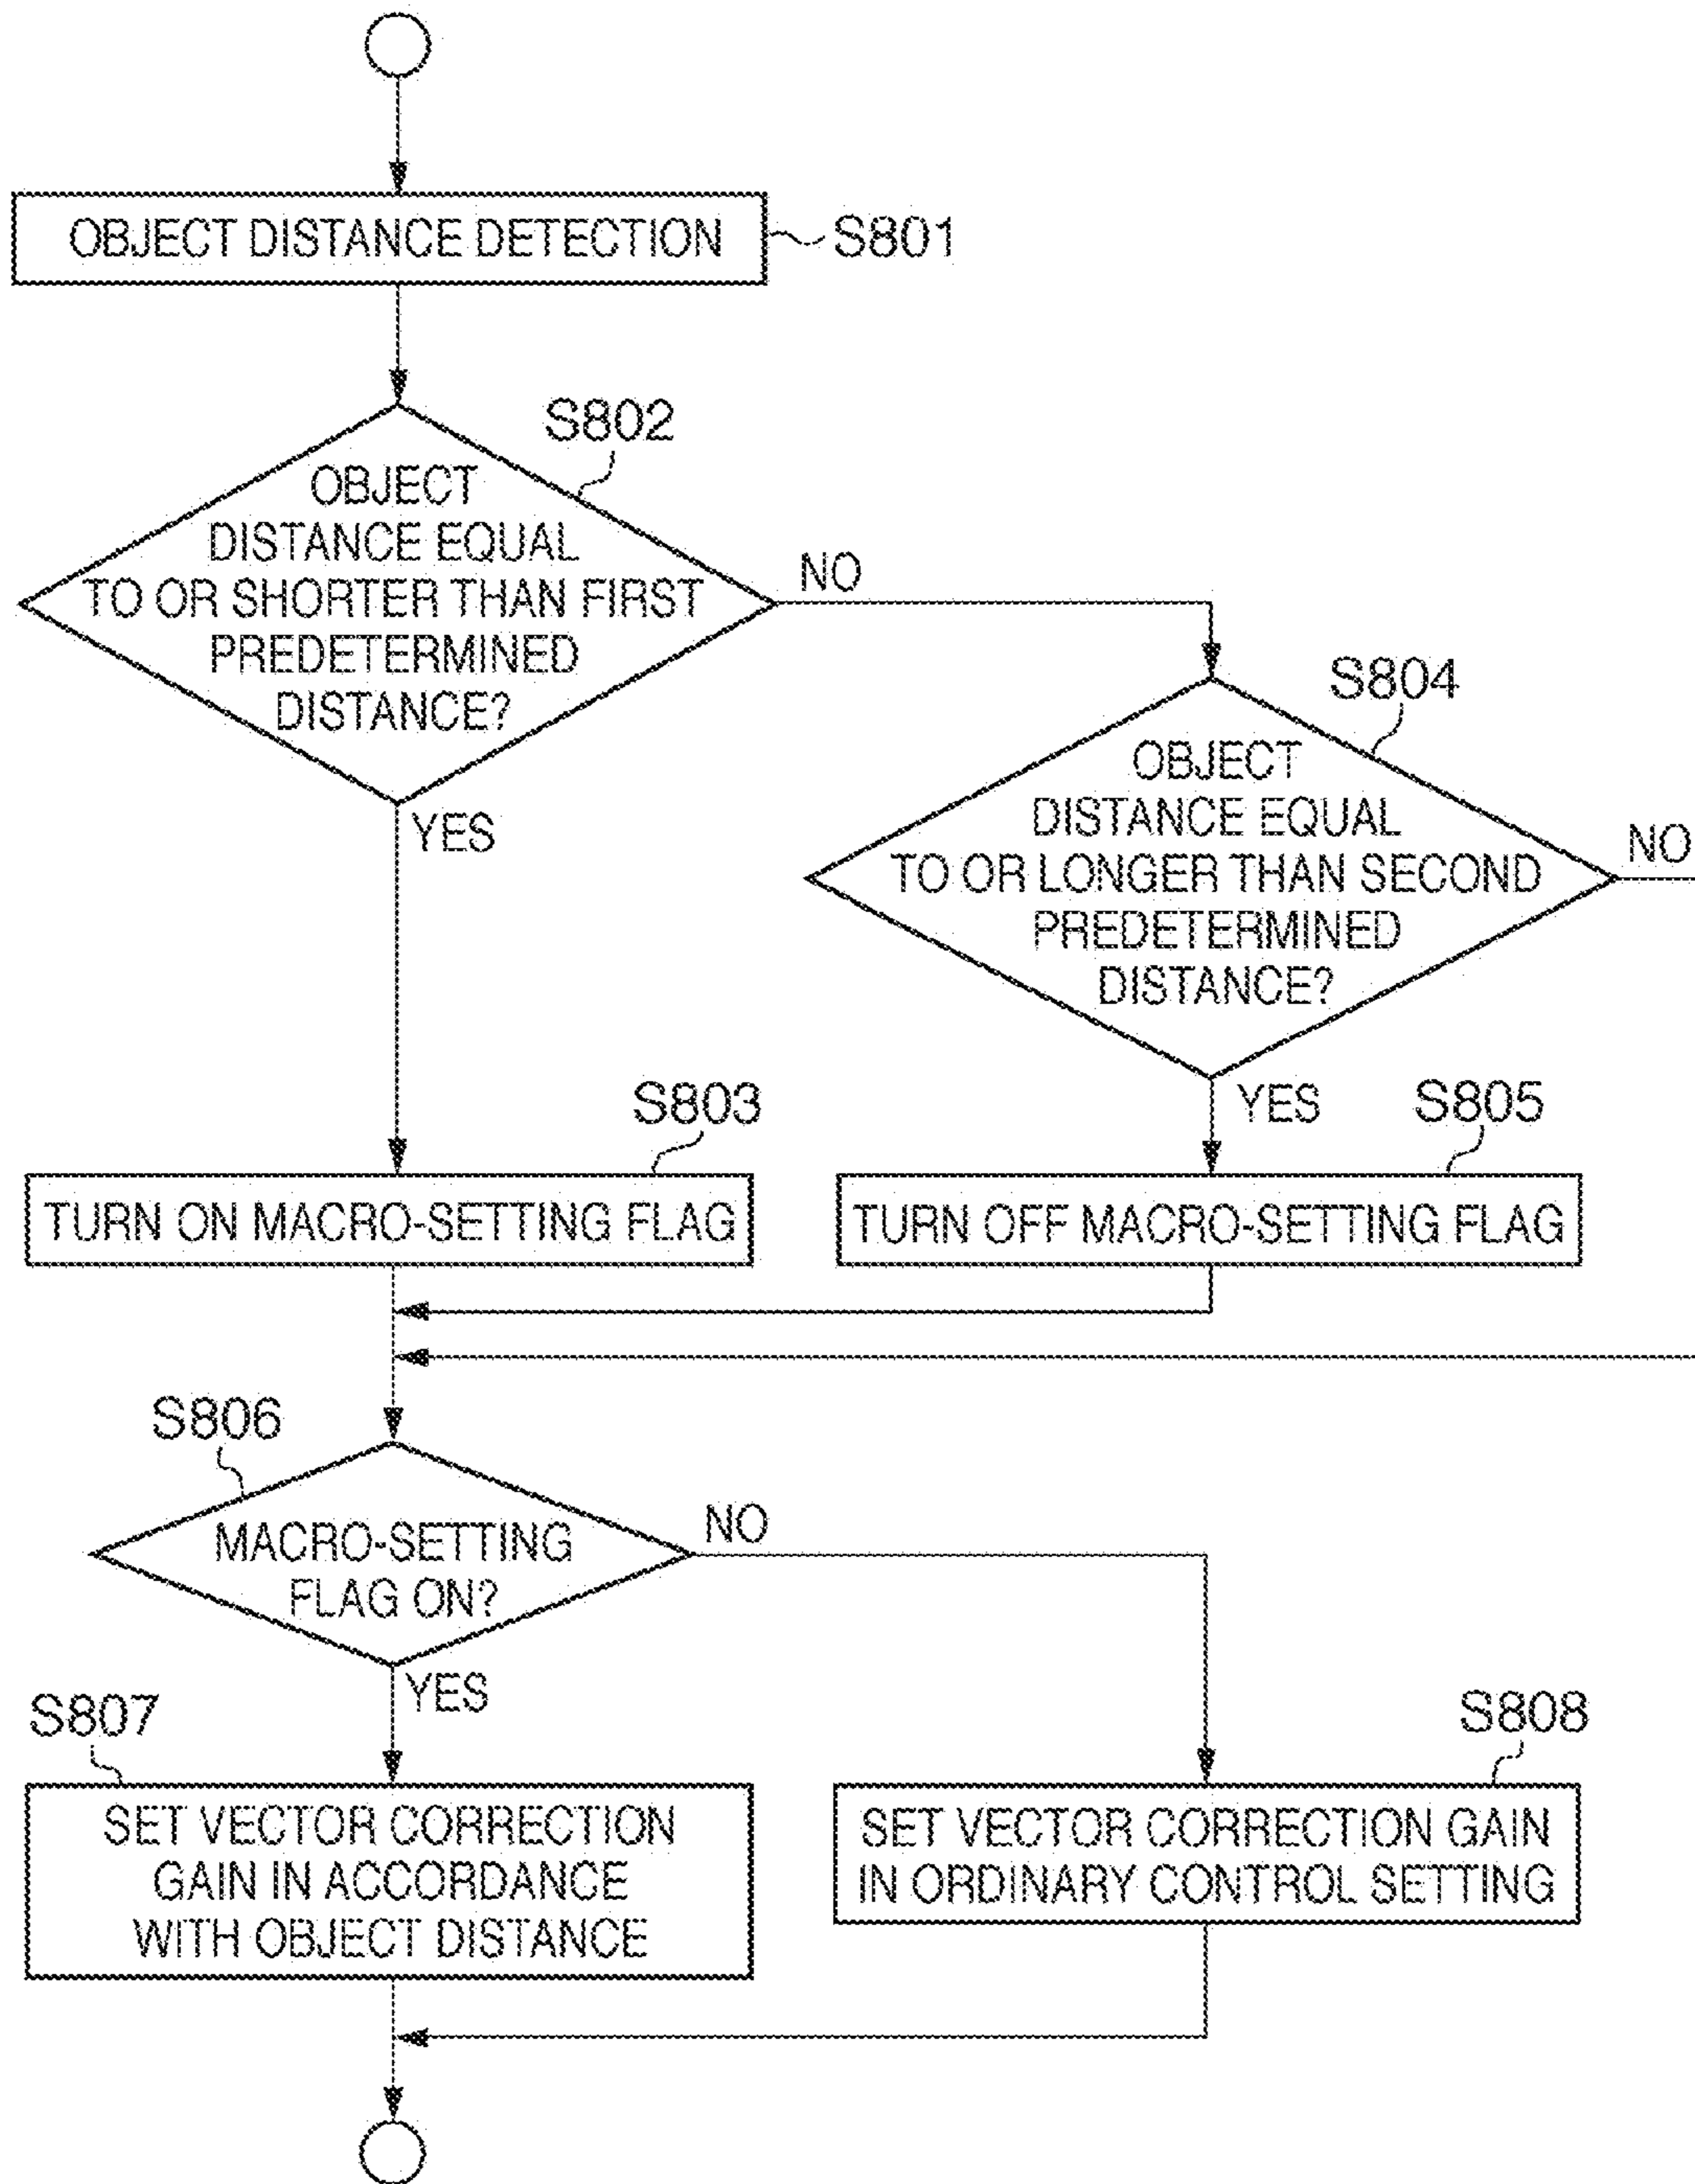 OBJECT DISTANCE DETECTION
S801
S802
OBJECT
DISTANCE EQUAL
TO OR SHORTER THAN FIRST
PREDETERMINED
DISTANCE?
NO
YES
S804
OBJECT
DISTANCE EQUAL
TO OR LONGER THAN SECOND
PREDETERMINED
DISTANCE?
NO
YES
S803
TURN ON MACRO-SETTING FLAG
S805
TURN OFF MACRO-SETTING FLAG
S806
MACRO-SETTING
FLAG ON?
NO
YES
S807
SET VECTOR CORRECTION
GAIN IN ACCORDANCE
WITH OBJECT DISTANCE
S808
SET VECTOR CORRECTION GAIN
IN ORDINARY CONTROL SETTING